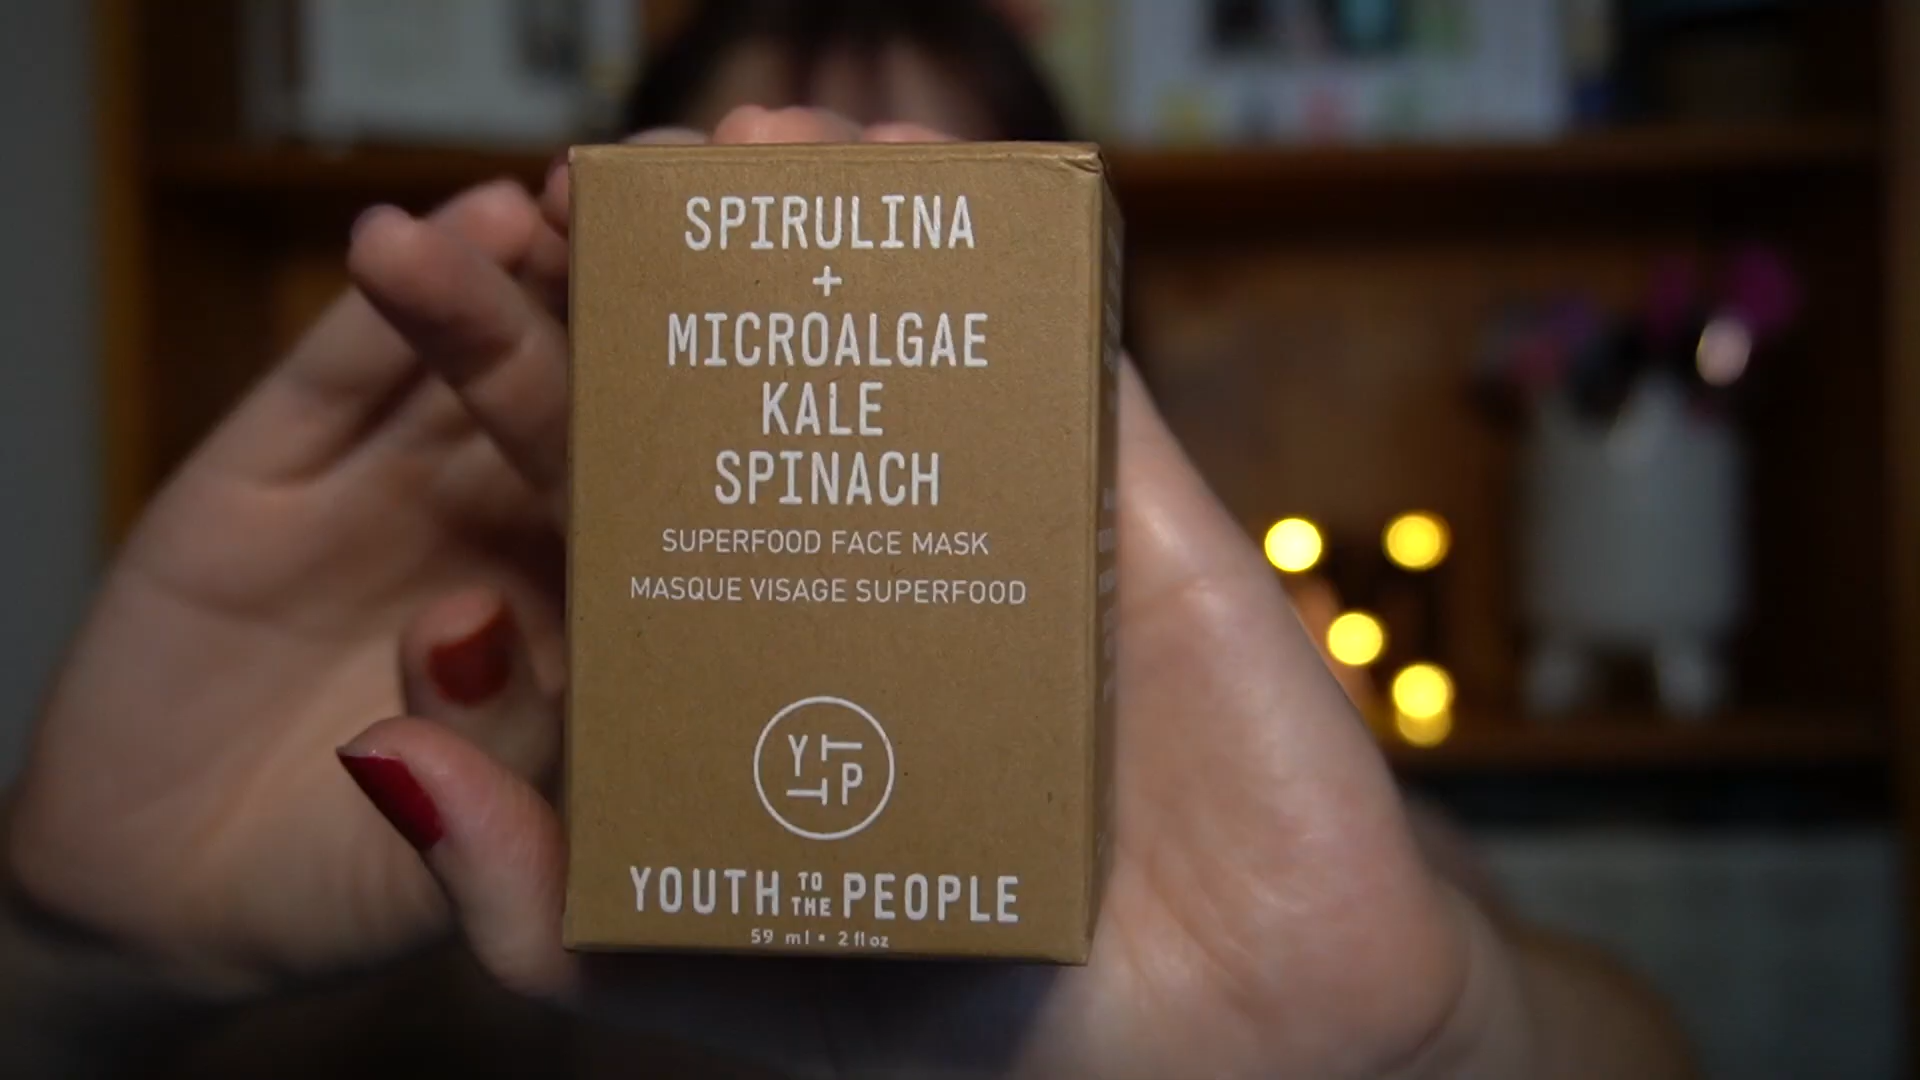 SPIRULINA
+
MICROALGAE
KALE
SPINACH
SUPERFOOD FACE MASK
MASQUE VISAGE SUPERFOOD
YTTP
YOUTH TO THE PEOPLE
59 ml • 2 fl oz